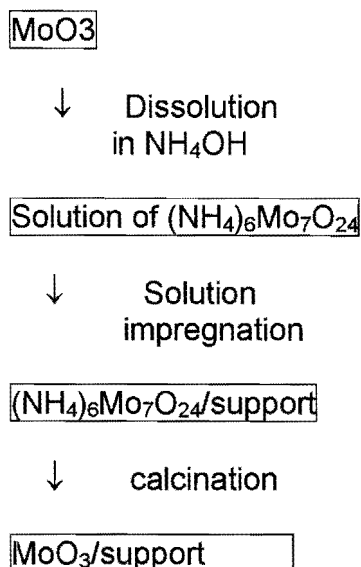 MoO3
↓ Dissolution
in NH₄OH
Solution of (NH₄)₆Mo₇O₂₄
↓ Solution
impregnation
(NH₄)₆Mo₇O₂₄/support
↓ calcination
MoO₃/support